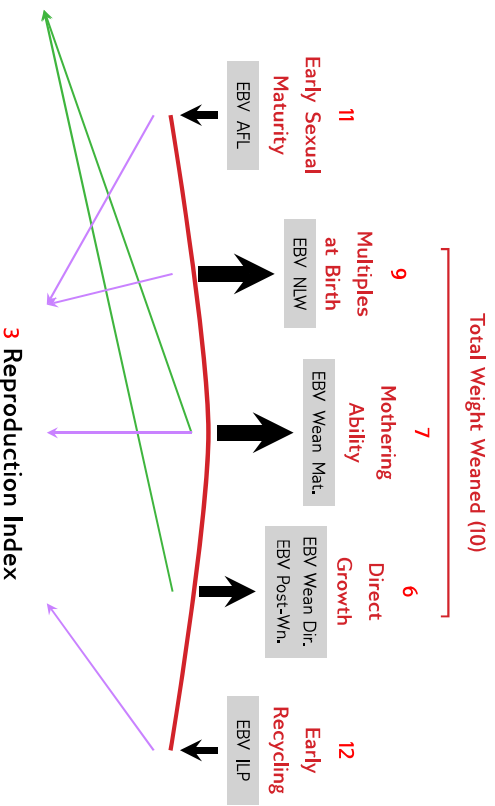 Total Weight Weaned (10)
11
Early Sexual
Maturity
EBV AFL
9
Multiples
at Birth
EBV NLW
7
Mothering
Ability
EBV Wean Mat.
6
Direct
Growth
EBV Wean Dir.
EBV Post-Wn.
12
Early
Recycling
EBV ILP
3 Reproduction Index